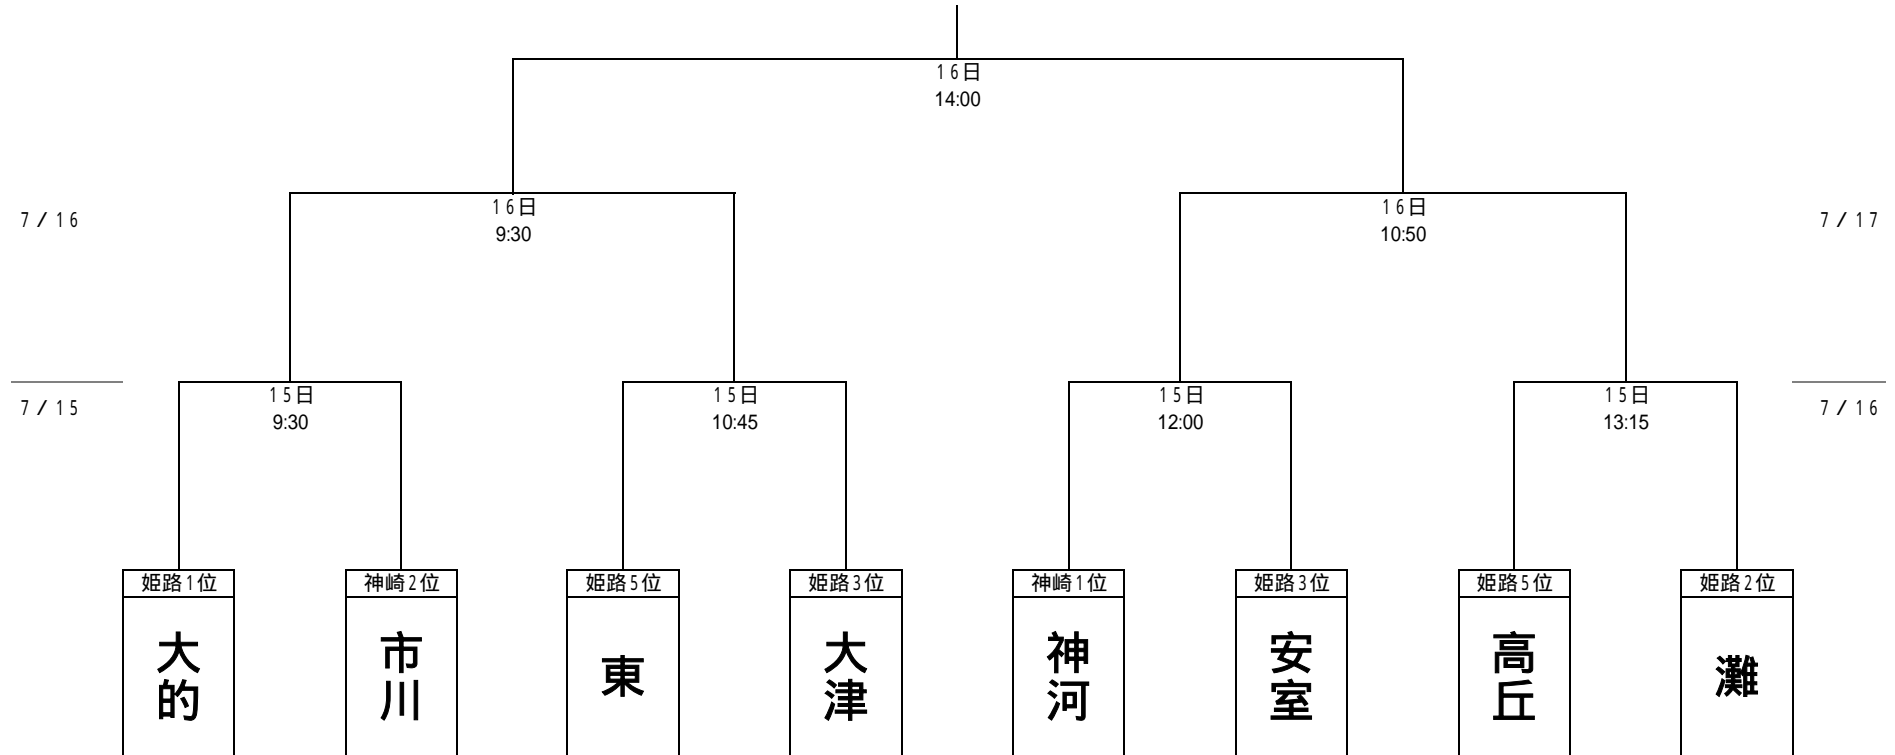 16日
14:00
7/16
16日
9:30
16日
10:50
7/17
7/15
15日
9:30
15日
10:45
15日
12:00
15日
13:15
7/16
姫路1位
神崎2位
姫路5位
姫路3位
神崎1位
姫路3位
姫路5位
姫路2位
大的
市川
東
大津
神河
安室
高丘
灘